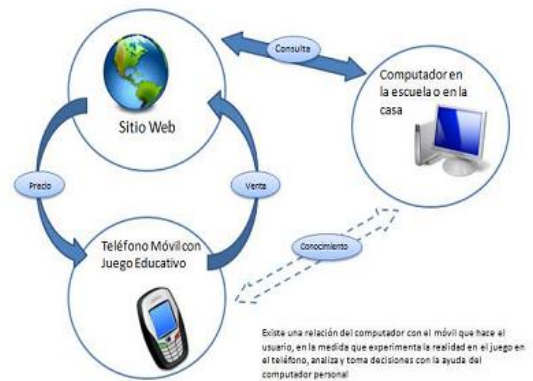 Consulta
Sitio Web
Computador en
la escuela o en la
casa
Precio
Venta
Teléfono Móvil con
Juego Educativo
Conocimiento
Existe una relación del computador con el móvil que hace el
usuario, en la medida que experimenta la realidad en el juego en
el teléfono, analiza y toma decisiones con la ayuda del
computador personal